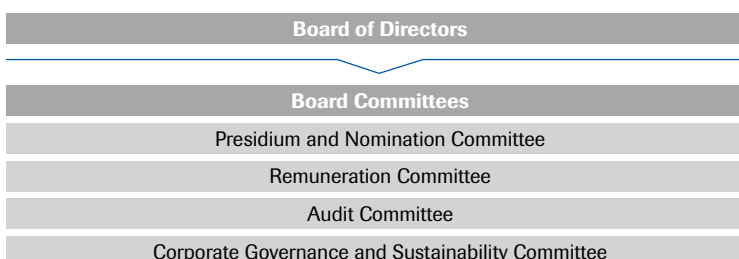 Board of Directors
Board Committees
Presidium and Nomination Committee
Remuneration Committee
Audit Committee
Corporate Governance and Sustainability Committee